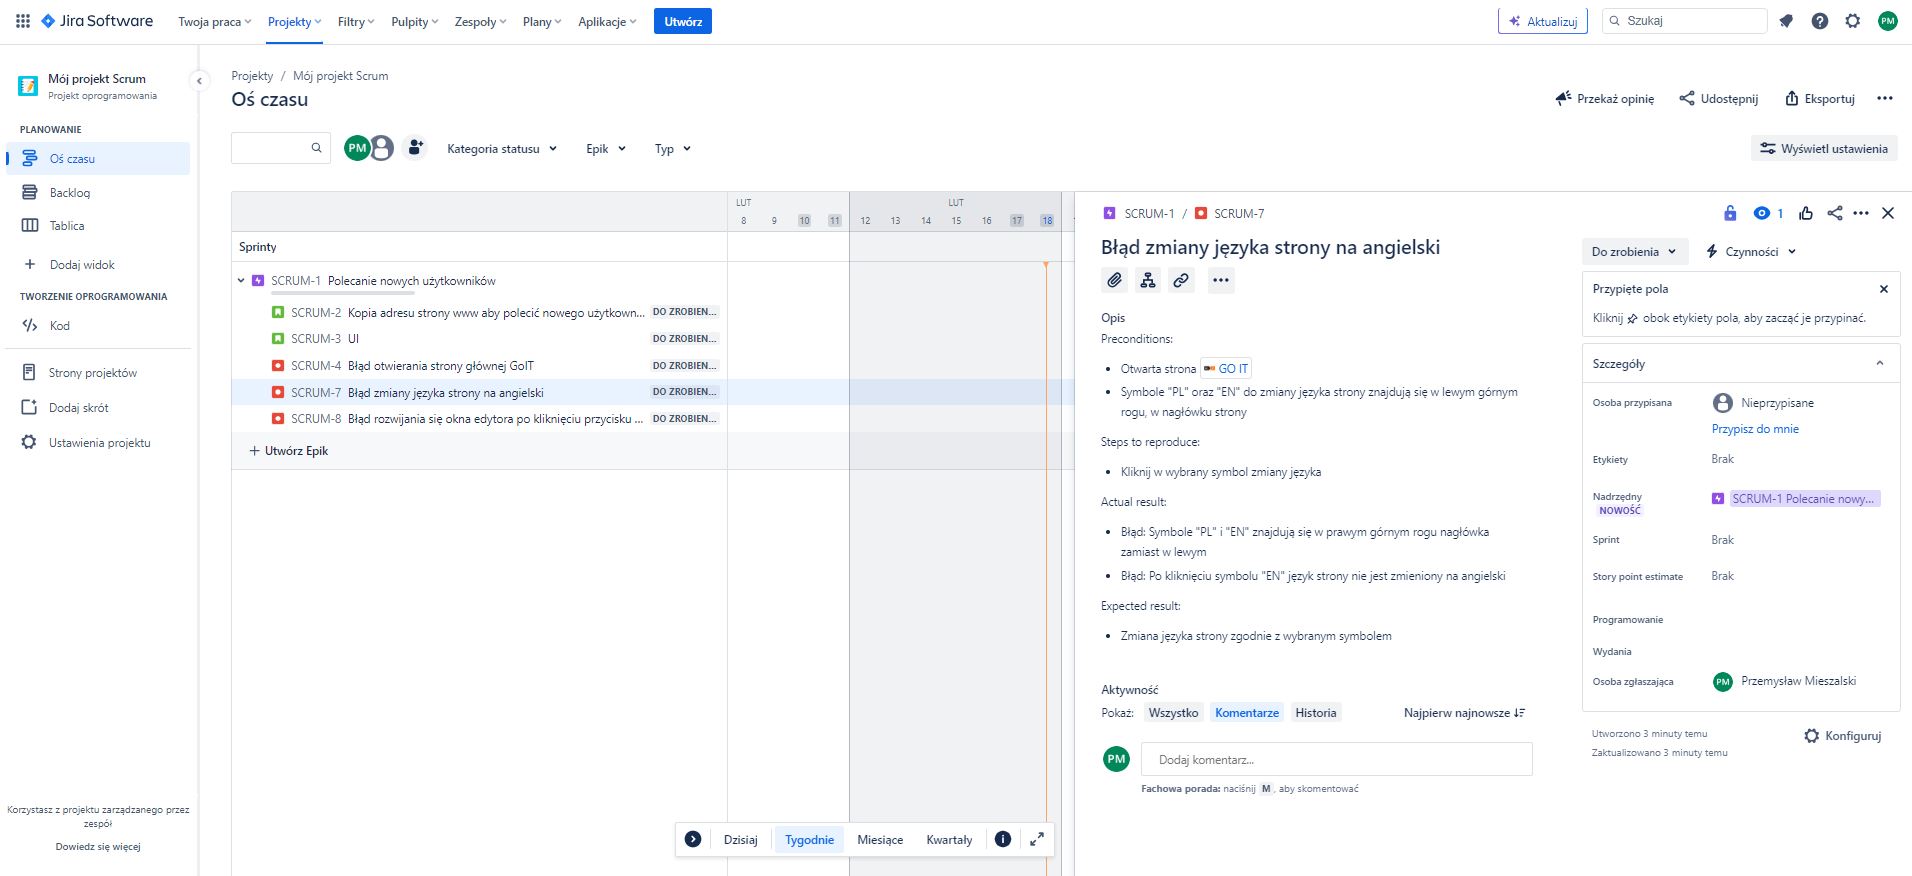 Jira Software
Twoja praca
Projekty
Filtry
Pulpity
Zespoły
Plany
Aplikacje
Utwórz
Aktualizuj
Szukaj
PM
Mój projekt Scrum
Projekt oprogramowania
PLANOWANIE
Oś czasu
Backlog
Tablica
Dodaj widok
TWORZENIE OPROGRAMOWANIA
Kod
Strony projektów
Dodaj skrót
Ustawienia projektu
Korzystasz z projektu zarządzanego przez
zespół
Dowiedz się więcej
Projekty / Mój projekt Scrum
Oś czasu
Przekaż opinię
Udostępnij
Eksportuj
PM
Kategoria statusu
Epik
Typ
Wyświetl ustawienia
LUT
LUT
8 9 10 11 12 13 14 15 16 17 18
Sprinty
SCRUM-1 Polecanie nowych użytkowników
SCRUM-2 Kopia adresu strony www aby polecić nowego użytkown... DO ZROBIEN...
SCRUM-3 UI DO ZROBIEN...
SCRUM-4 Błąd otwierania strony głównej GoIT DO ZROBIEN...
SCRUM-7 Błąd zmiany języka strony na angielski DO ZROBIEN...
SCRUM-8 Błąd rozwijania się okna edytora po kliknięciu przycisku ... DO ZROBIEN...
+ Utwórz Epik
Dzisiaj
Tygodnie
Miesiące
Kwartały
SCRUM-1 / SCRUM-7
1
Błąd zmiany języka strony na angielski
Opis
Preconditions:
• Otwarta strona GO IT
• Symbole "PL" oraz "EN" do zmiany języka strony znajdują się w lewym górnym
rogu, w nagłówku strony
Steps to reproduce:
• Kliknij w wybrany symbol zmiany języka
Actual result:
• Błąd: Symbole "PL" i "EN" znajdują się w prawym górnym rogu nagłówka
zamiast w lewym
• Błąd: Po kliknięciu symbolu "EN" język strony nie jest zmieniony na angielski
Expected result:
• Zmiana języka strony zgodnie z wybranym symbolem
Aktywność
Pokaż: Wszystko Komentarze Historia Najpierw najnowsze
PM
Dodaj komentarz...
Fachowa porada: naciśnij M , aby skomentować
Do zrobienia
Czynności
Przypięte pola
Kliknij obok etykiety pola, aby zacząć je przypinać.
Szczegóły
Osoba przypisana Nieprzypisane
Przypisz do mnie
Etykiety Brak
Nadrzędny SCRUM-1 Polecanie nowy...
NOWOŚĆ
Sprint Brak
Story point estimate Brak
Programowanie
Wydania
Osoba zgłaszająca PM Przemysław Mieszalski
Utworzono 3 minuty temu
Zaktualizowano 3 minuty temu
Konfiguruj